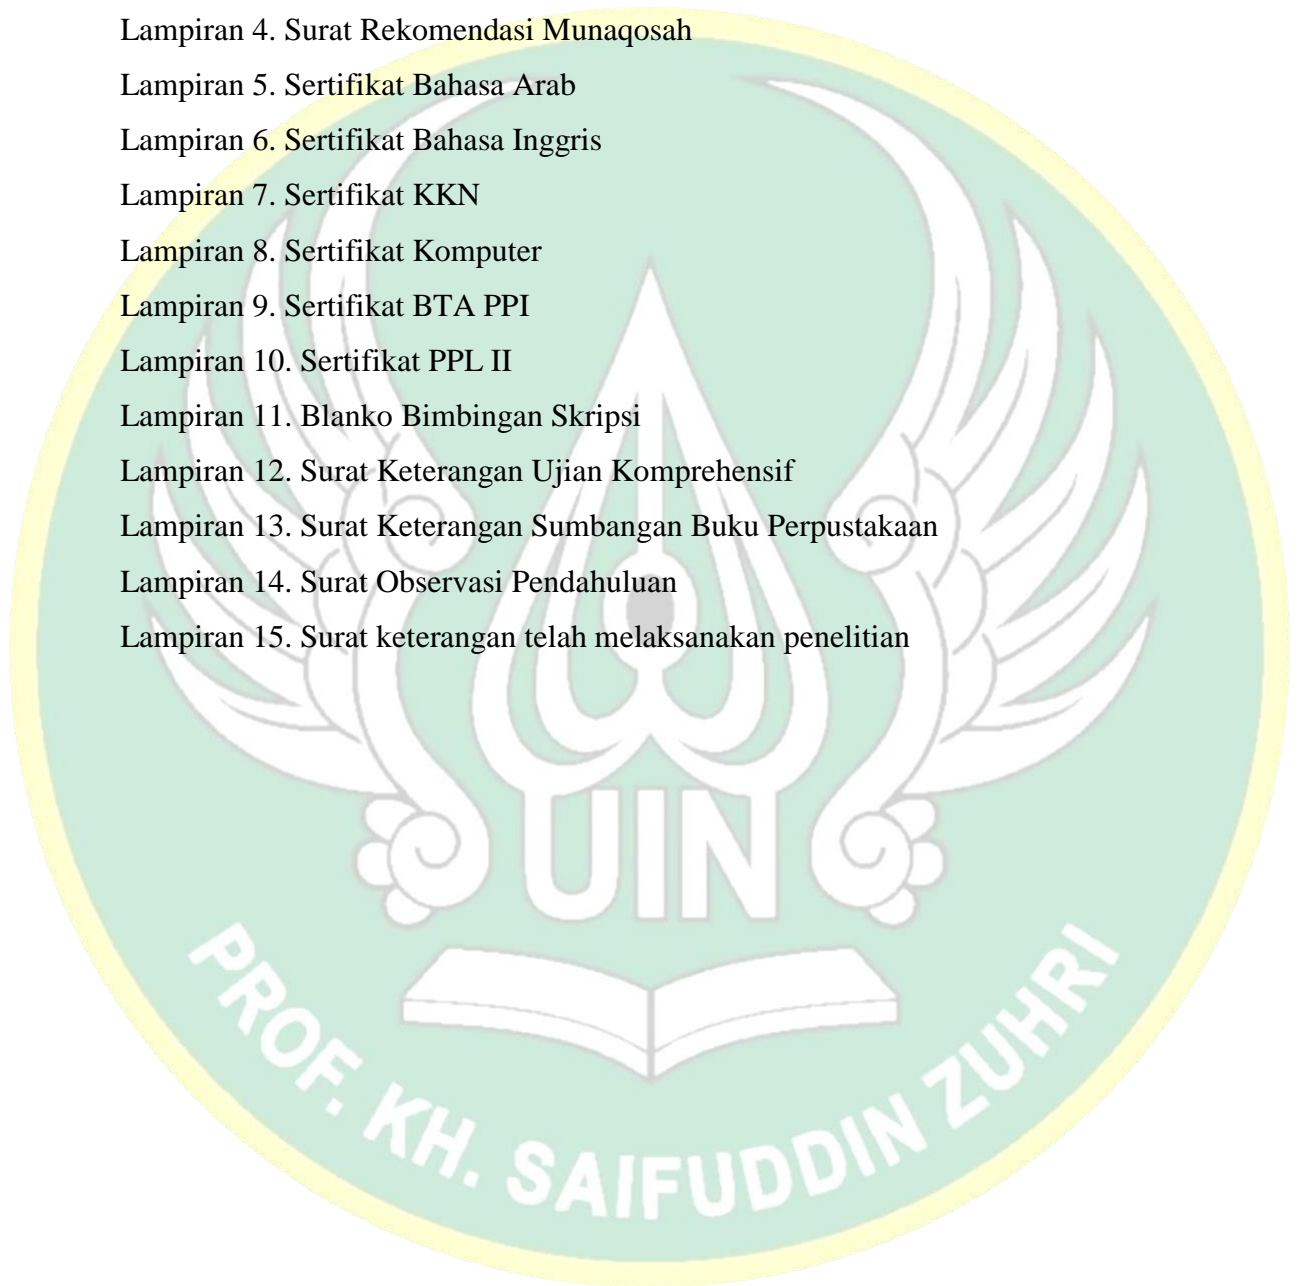 Lampiran 4. Surat Rekomendasi Munaqosah
Lampiran 5. Sertifikat Bahasa Arab
Lampiran 6. Sertifikat Bahasa Inggris
Lampiran 7. Sertifikat KKN
Lampiran 8. Sertifikat Komputer
Lampiran 9. Sertifikat BTA PPI
Lampiran 10. Sertifikat PPL II
Lampiran 11. Blanko Bimbingan Skripsi
Lampiran 12. Surat Keterangan Ujian Komprehensif
Lampiran 13. Surat Keterangan Sumbangan Buku Perpustakaan
Lampiran 14. Surat Observasi Pendahuluan
Lampiran 15. Surat keterangan telah melaksanakan penelitian
UIN
PROF. KH. SAIFUDDIN ZUHRI